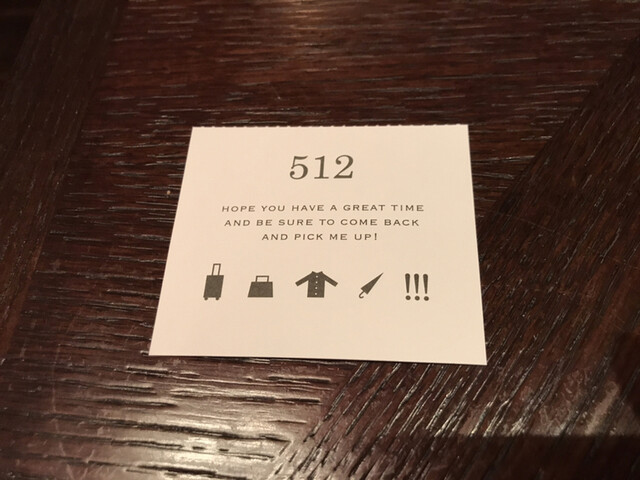 512
HOPE YOU HAVE A GREAT TIME
AND BE SURE TO COME BACK
AND PICK ME UP!
!!!